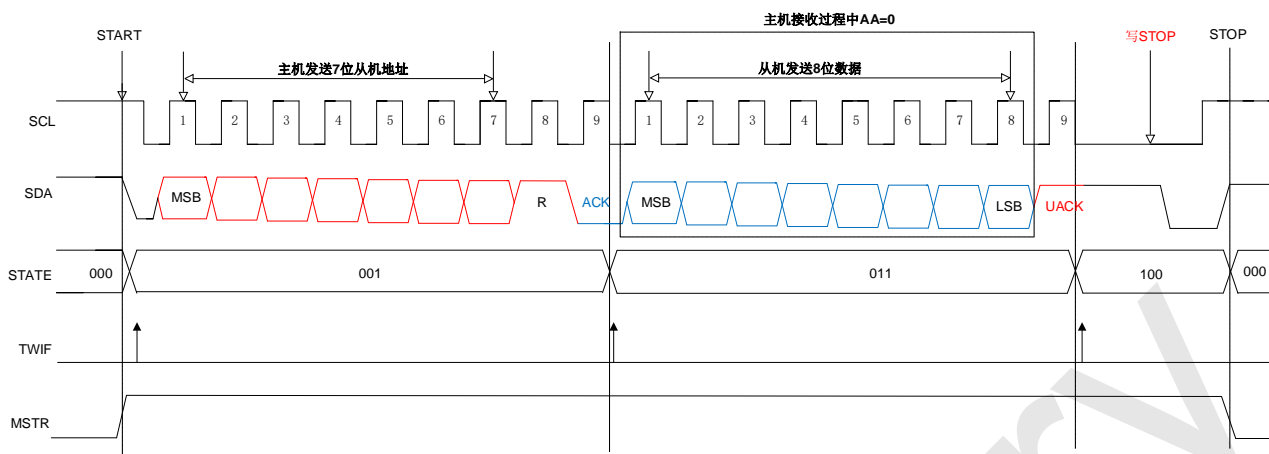 主机接收过程中AA=0
START
写STOP
STOP
主机发送7位从机地址
从机发送8位数据
SCL
1 2 3 4 5 6 7 8 9 1 2 3 4 5 6 7 8 9
SDA
MSB R ACK MSB LSB UACK
STATE 000 001 011 100 000
TWIF
MSTR